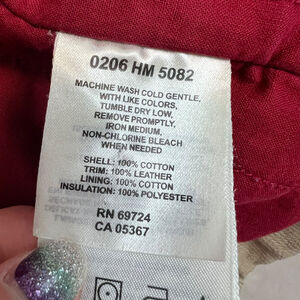 0206 HM 5082
MACHINE WASH COLD GENTLE,
WITH LIKE COLORS,
TUMBLE DRY LOW,
REMOVE PROMPTLY,
IRON MEDIUM,
NON-CHLORINE BLEACH
WHEN NEEDED
SHELL: 100% COTTON
TRIM: 100% LEATHER
LINING: 100% COTTON
INSULATION: 100% POLYESTER
RN 69724
CA 05367